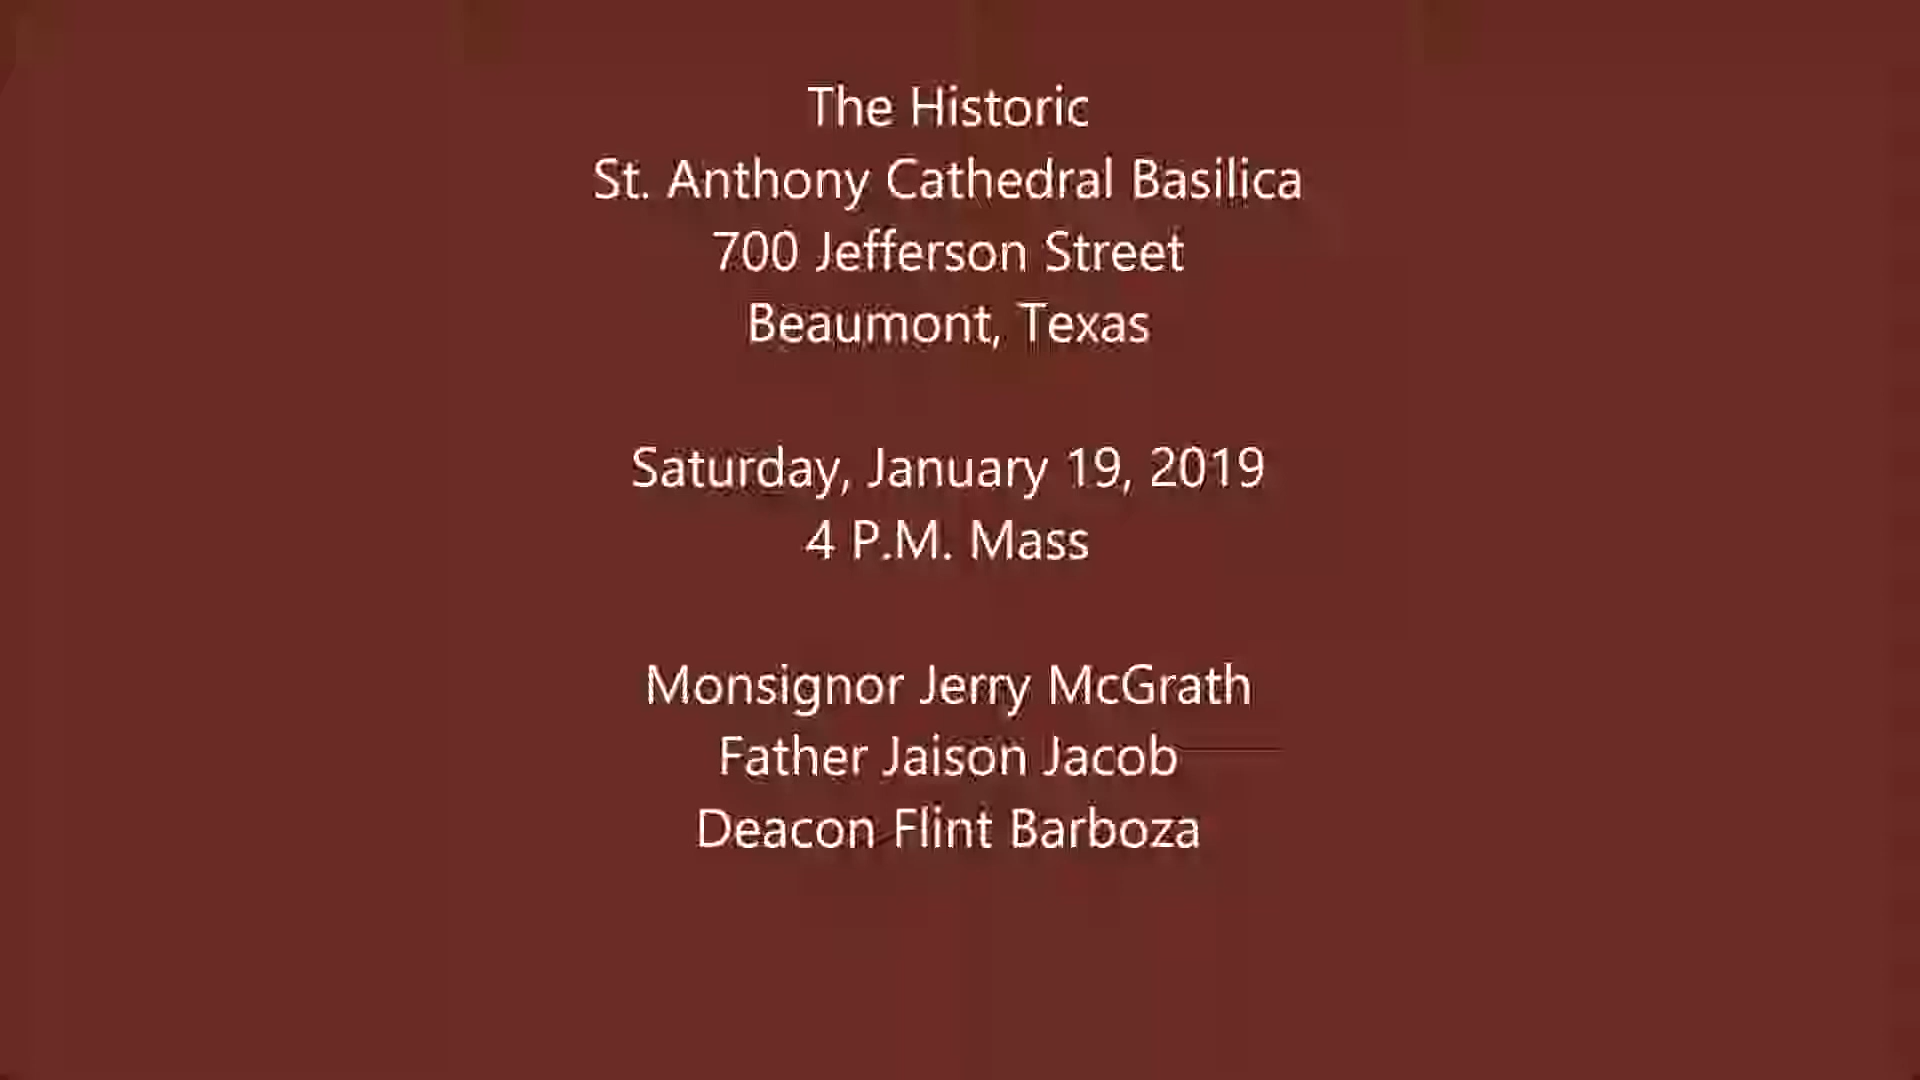 The Historic
St. Anthony Cathedral Basilica
700 Jefferson Street
Beaumont, Texas
Saturday, January 19, 2019
4 P.M. Mass
Monsignor Jerry McGrath
Father Jaison Jacob
Deacon Flint Barboza